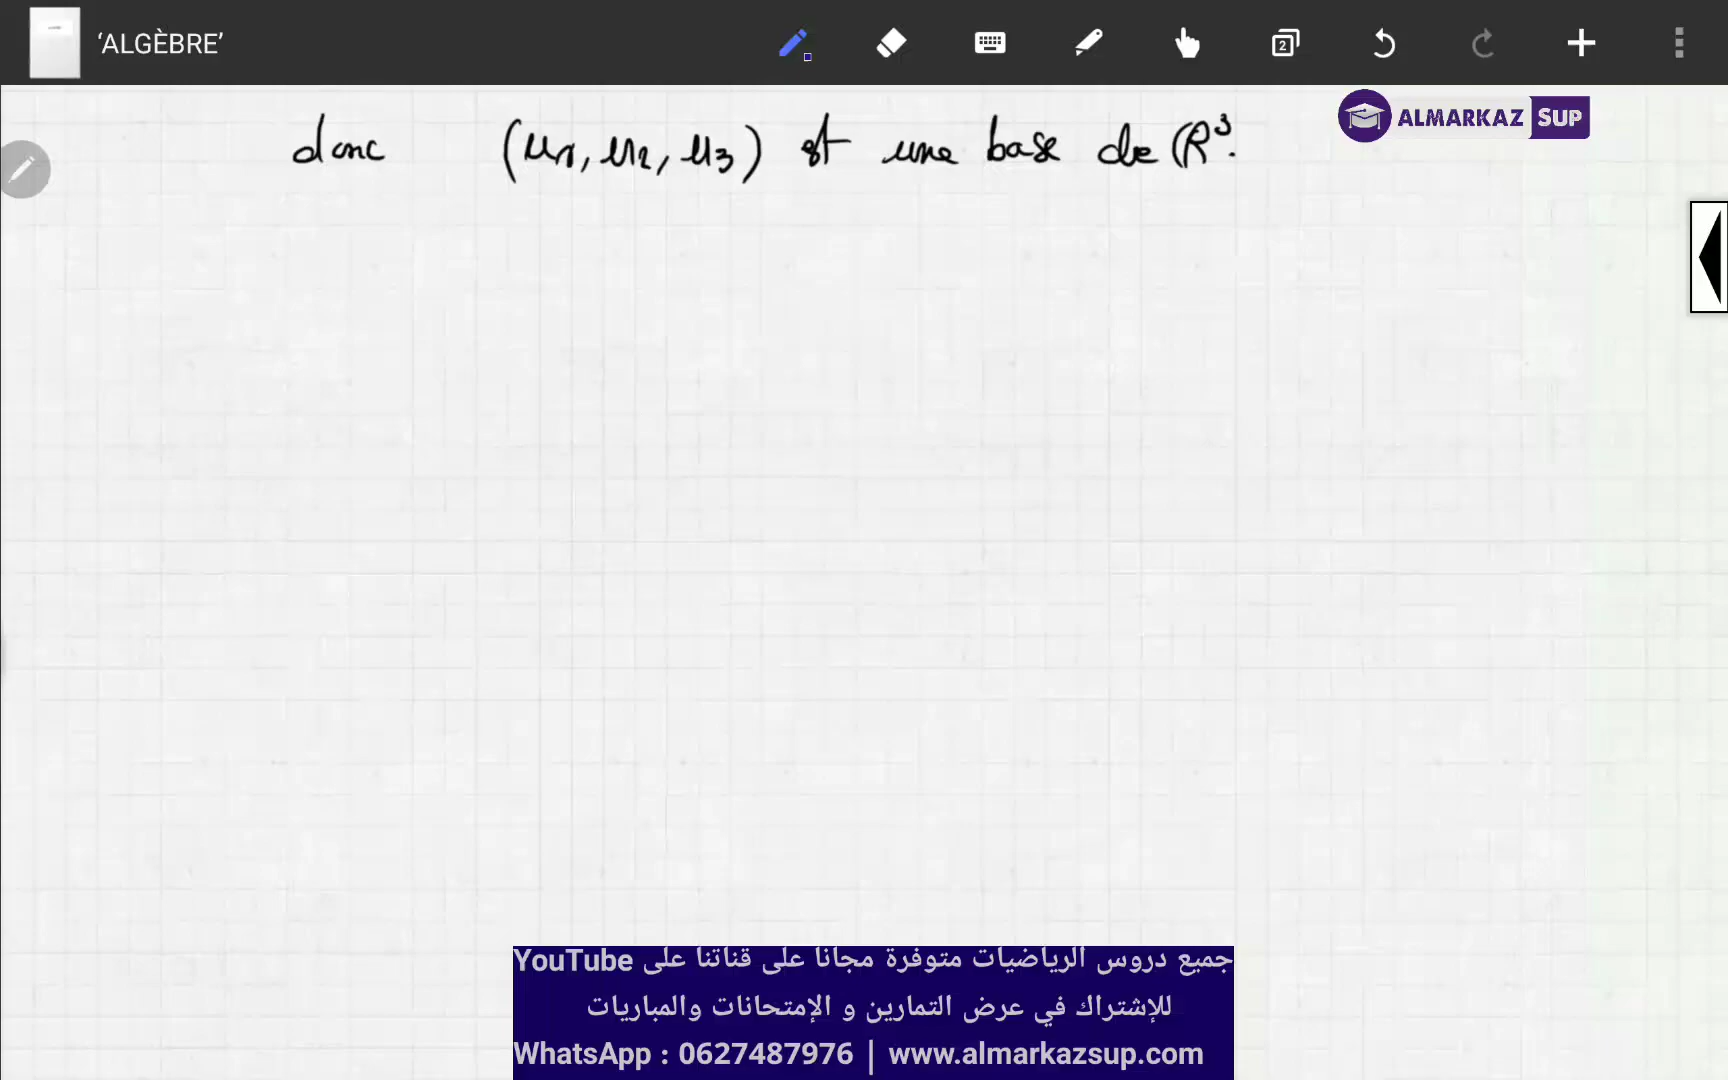 ‘ALGÈBRE’
2
ALMARKAZ SUP
donc (u1, u2, u3) est une base de ℝ³.
جميع دروس الرياضيات متوفرة مجانا على قناتنا على YouTube
للإشتراك في عرض التمارين و الإمتحانات والمباريات
WhatsApp : 0627487976 | www.almarkazsup.com